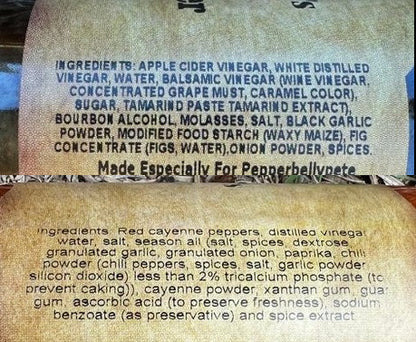 INGREDIENTS: APPLE CIDER VINEGAR, WHITE DISTILLED
VINEGAR, WATER, BALSAMIC VINEGAR (WINE VINEGAR,
CONCENTRATED GRAPE MUST, CARAMEL COLOR),
SUGAR, TAMARIND PASTE TAMARIND EXTRACT),
BOURBON ALCOHOL, MOLASSES, SALT, BLACK GARLIC
POWDER, MODIFIED FOOD STARCH (WAXY MAIZE), FIG
CONCENTRATE (FIGS, WATER),ONION POWDER, SPICES.
Made Especially For Pepperbellypete
Ingredients: Red cayenne peppers, distilled vinegar
water, salt, season all (salt, spices, dextrose,
granulated garlic, granulated onion, paprika, chili
powder (chili peppers, spices, salt, garlic powder
silicon dioxide) less than 2% tricalcium phosphate (to
prevent caking)), cayenne powder, xanthan gum, guar
gum, ascorbic acid (to preserve freshness), sodium
benzoate (as preservative) and spice extract